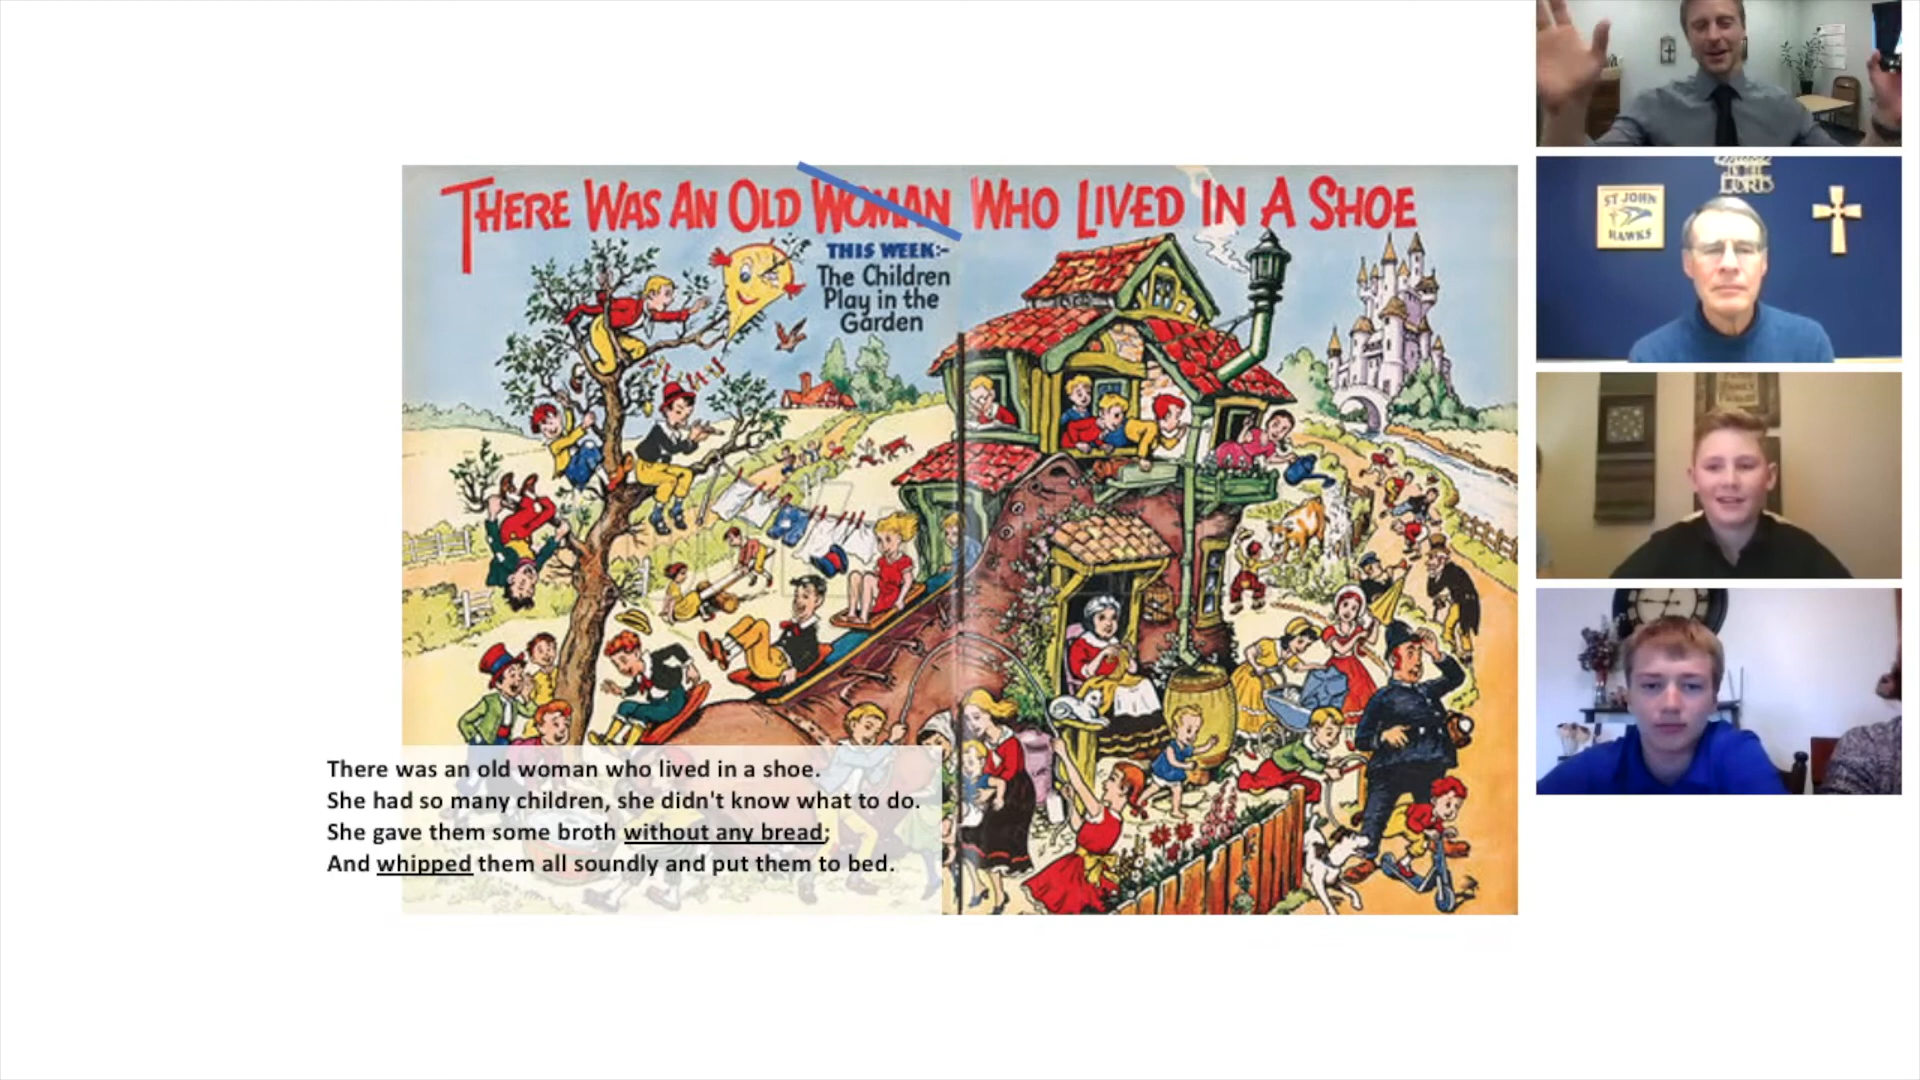 THERE WAS AN OLD WOMAN WHO LIVED IN A SHOE
THIS WEEK:-
The Children
Play in the
Garden
There was an old woman who lived in a shoe.
She had so many children, she didn't know what to do.
She gave them some broth without any bread;
And whipped them all soundly and put them to bed.
IN THE
LORD
ST JOHN
HAWKS